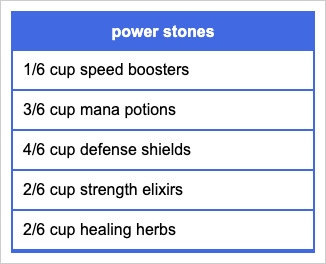 power stones
1/6 cup speed boosters
3/6 cup mana potions
4/6 cup defense shields
2/6 cup strength elixirs
2/6 cup healing herbs